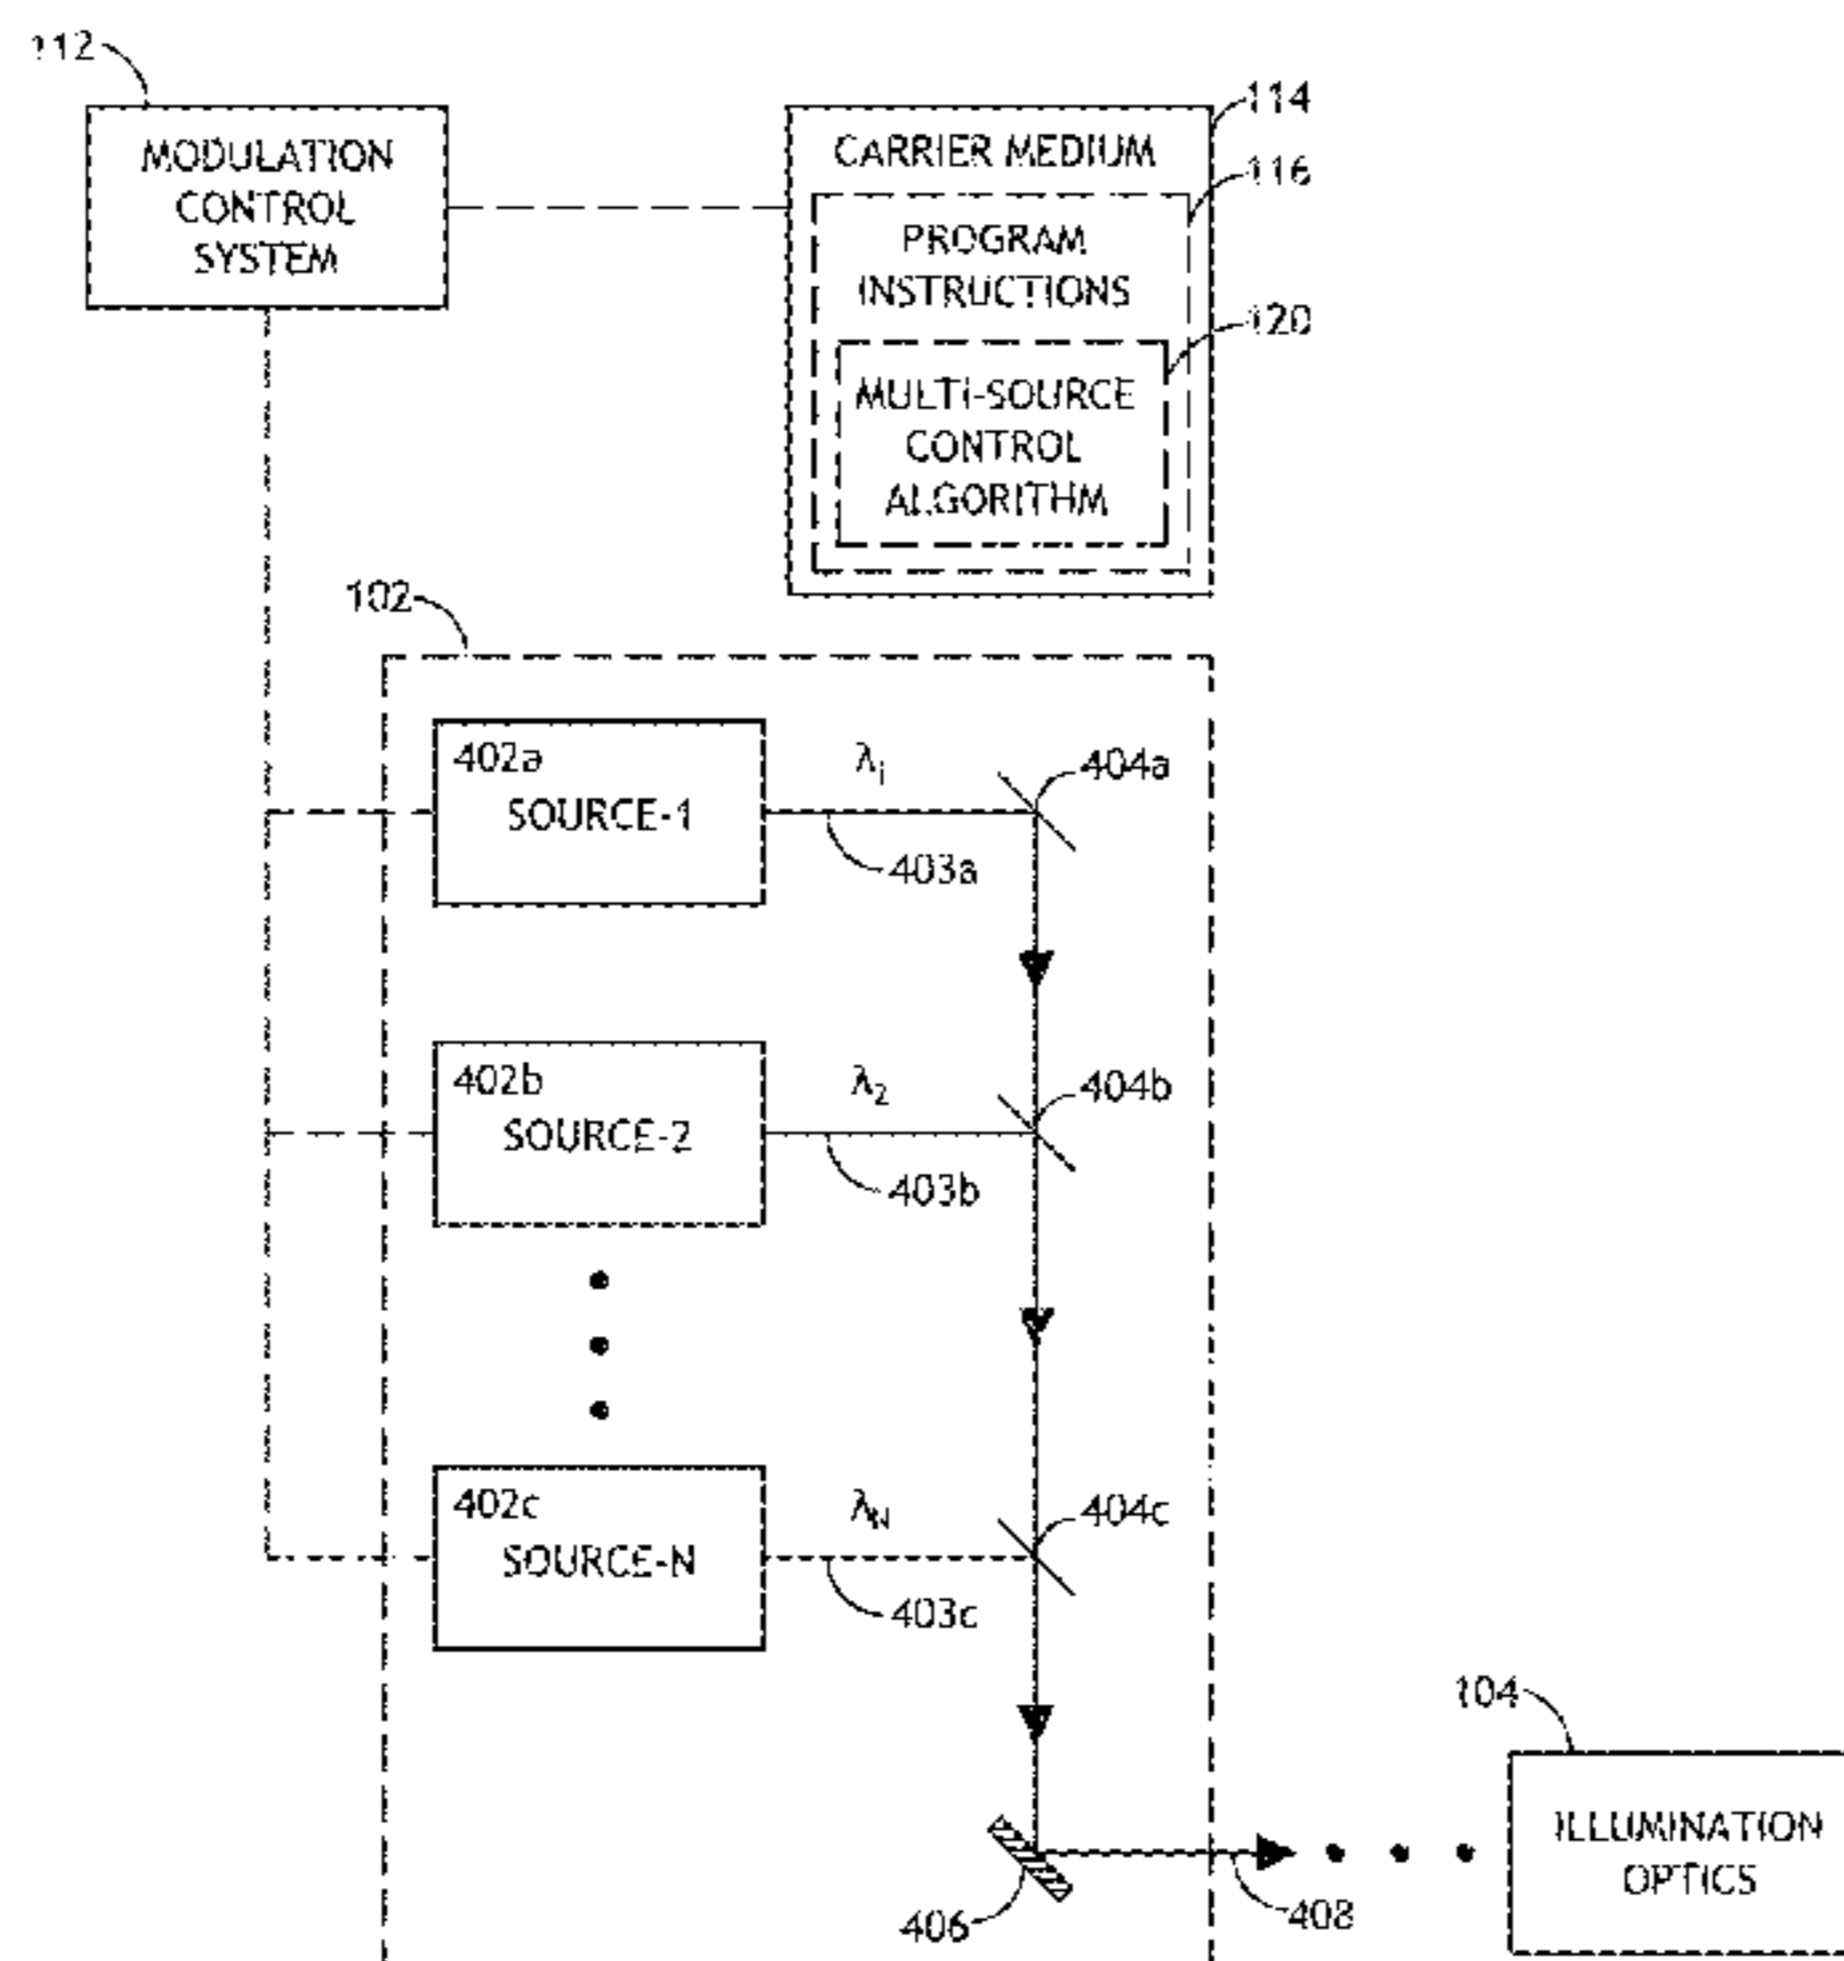 112
MODULATION
CONTROL
SYSTEM
114
CARRIER MEDIUM
116
PROGRAM
INSTRUCTIONS
120
MULTI-SOURCE
CONTROL
ALGORITHM
102
402a
SOURCE-1
λ1
404a
403a
402b
SOURCE-2
λ2
404b
403b
402c
SOURCE-N
λN
404c
403c
104
ILLUMINATION
OPTICS
406
408